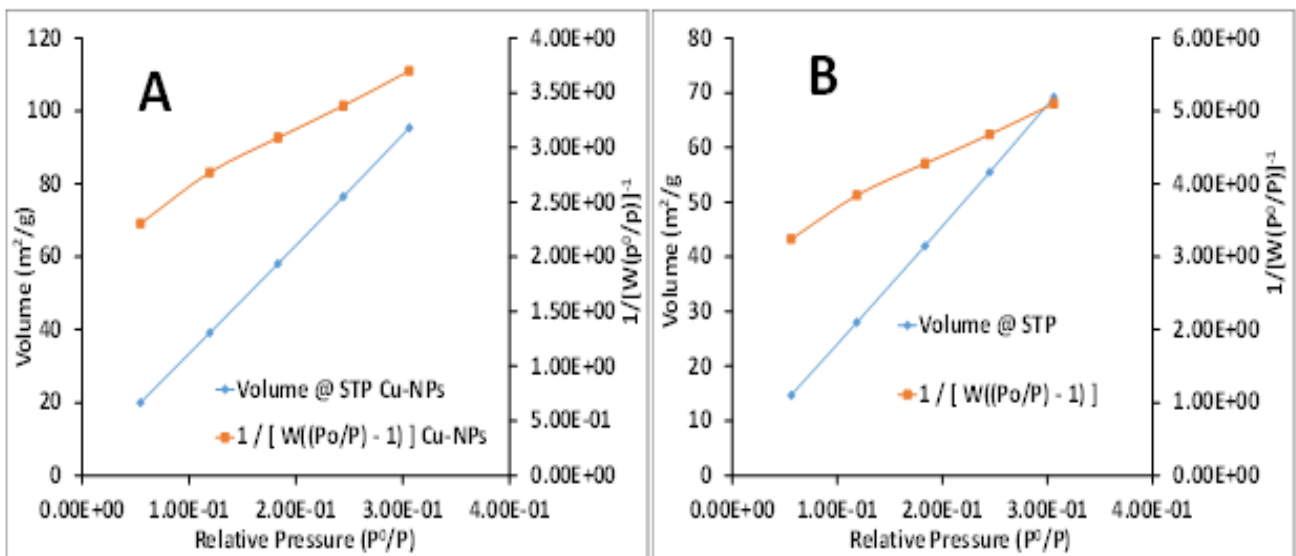 A
120
100
80
60
40
20
0
Volume (m²/g)
4.00E+00
3.50E+00
3.00E+00
2.50E+00
2.00E+00
1.50E+00
1.00E+00
5.00E-01
0.00E+00
1/[W(p⁰/p)]⁻¹
Volume @ STP Cu-NPs
1 / [ W((Po/P) - 1) ] Cu-NPs
0.00E+00 1.00E-01 2.00E-01 3.00E-01 4.00E-01
Relative Pressure (P⁰/P)
B
80
70
60
50
40
30
20
10
0
Volume (m²/g
6.00E+00
5.00E+00
4.00E+00
3.00E+00
2.00E+00
1.00E+00
0.00E+00
1/[W(P⁰/P)]⁻¹
Volume @ STP
1 / [ W((Po/P) - 1) ]
0.00E+00 1.00E-01 2.00E-01 3.00E-01 4.00E-01
Relative Pressure (P⁰/P)